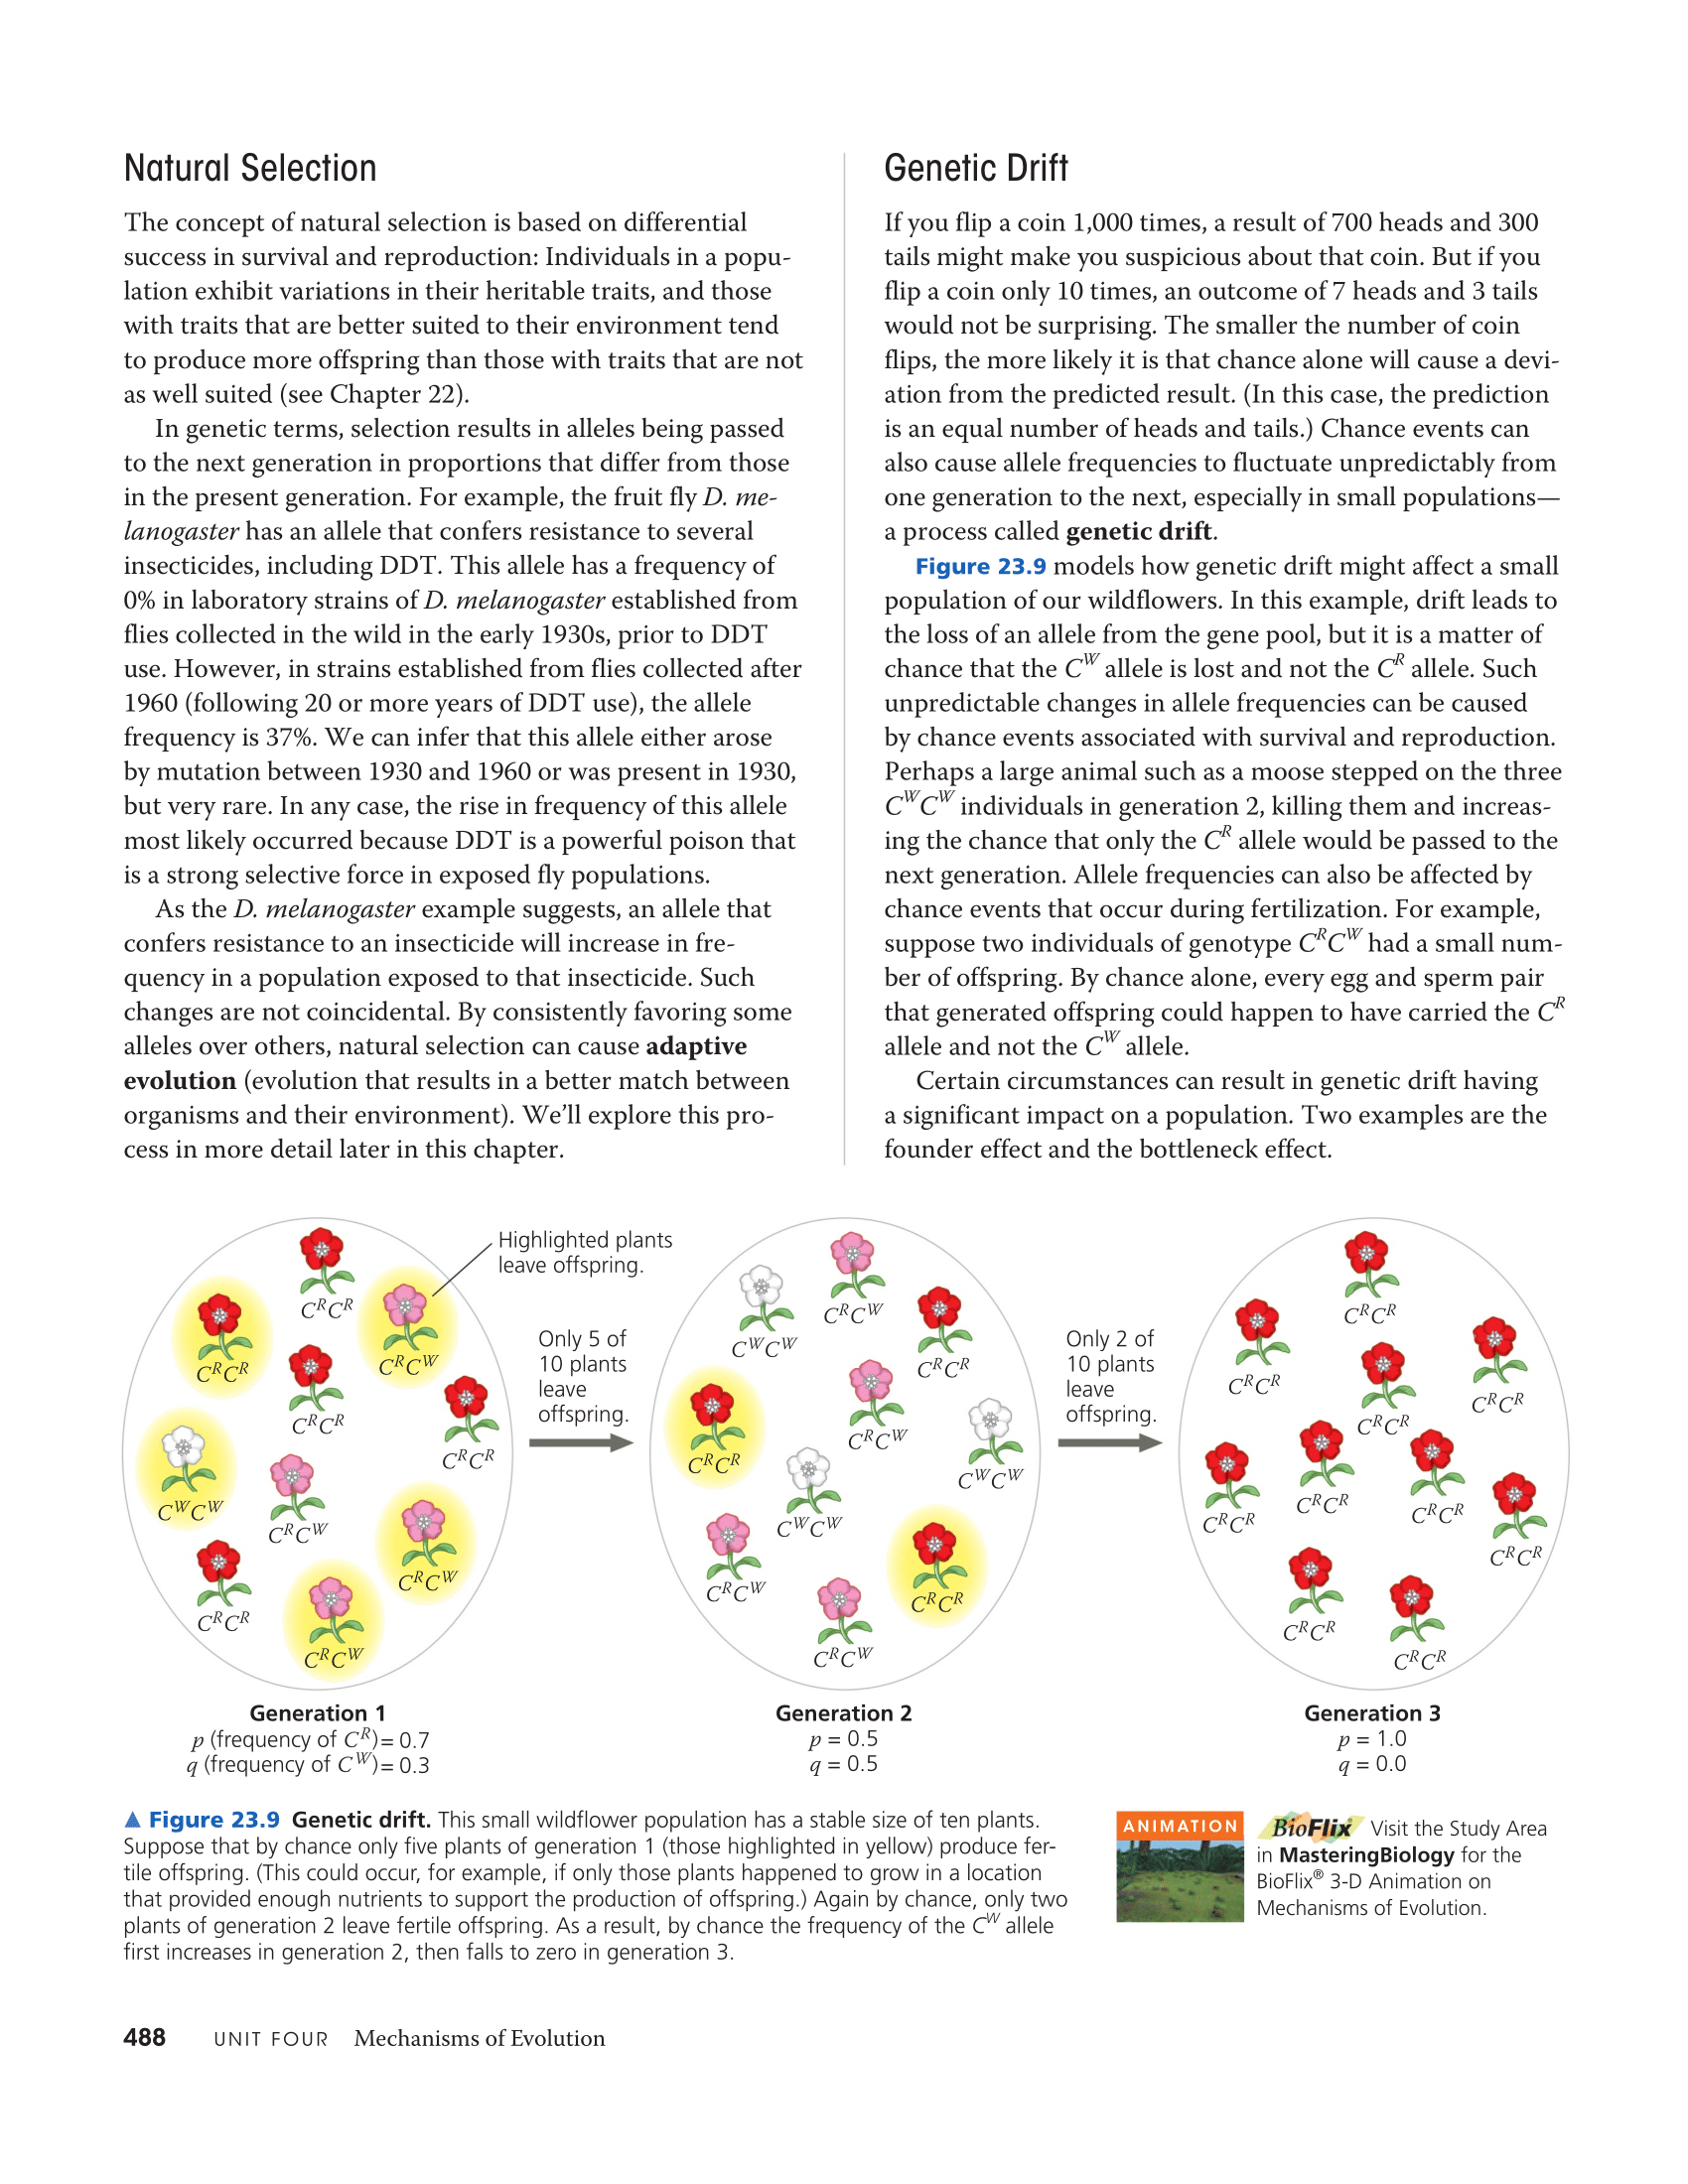 Natural Selection
The concept of natural selection is based on differential
success in survival and reproduction: Individuals in a popu-
lation exhibit variations in their heritable traits, and those
with traits that are better suited to their environment tend
to produce more offspring than those with traits that are not
as well suited (see Chapter 22).
In genetic terms, selection results in alleles being passed
to the next generation in proportions that differ from those
in the present generation. For example, the fruit fly D. me-
lanogaster has an allele that confers resistance to several
insecticides, including DDT. This allele has a frequency of
0% in laboratory strains of D. melanogaster established from
flies collected in the wild in the early 1930s, prior to DDT
use. However, in strains established from flies collected after
1960 (following 20 or more years of DDT use), the allele
frequency is 37%. We can infer that this allele either arose
by mutation between 1930 and 1960 or was present in 1930,
but very rare. In any case, the rise in frequency of this allele
most likely occurred because DDT is a powerful poison that
is a strong selective force in exposed fly populations.
As the D. melanogaster example suggests, an allele that
confers resistance to an insecticide will increase in fre-
quency in a population exposed to that insecticide. Such
changes are not coincidental. By consistently favoring some
alleles over others, natural selection can cause adaptive
evolution (evolution that results in a better match between
organisms and their environment). We'll explore this pro-
cess in more detail later in this chapter.
Genetic Drift
If you flip a coin 1,000 times, a result of 700 heads and 300
tails might make you suspicious about that coin. But if you
flip a coin only 10 times, an outcome of 7 heads and 3 tails
would not be surprising. The smaller the number of coin
flips, the more likely it is that chance alone will cause a devi-
ation from the predicted result. (In this case, the prediction
is an equal number of heads and tails.) Chance events can
also cause allele frequencies to fluctuate unpredictably from
one generation to the next, especially in small populations—
a process called genetic drift.
Figure 23.9 models how genetic drift might affect a small
population of our wildflowers. In this example, drift leads to
the loss of an allele from the gene pool, but it is a matter of
chance that the C^W allele is lost and not the C^R allele. Such
unpredictable changes in allele frequencies can be caused
by chance events associated with survival and reproduction.
Perhaps a large animal such as a moose stepped on the three
C^WC^W individuals in generation 2, killing them and increas-
ing the chance that only the C^R allele would be passed to the
next generation. Allele frequencies can also be affected by
chance events that occur during fertilization. For example,
suppose two individuals of genotype C^RC^W had a small num-
ber of offspring. By chance alone, every egg and sperm pair
that generated offspring could happen to have carried the C^R
allele and not the C^W allele.
Certain circumstances can result in genetic drift having
a significant impact on a population. Two examples are the
founder effect and the bottleneck effect.
C^RC^R
C^RC^R
C^RC^W
C^RC^R
C^RC^R
C^WC^W
C^RC^W
C^RC^W
C^RC^R
C^RC^W
Highlighted plants
leave offspring.
Only 5 of
10 plants
leave
offspring.
C^RC^W
C^WC^W
C^RC^R
C^RC^W
C^RC^R
C^WC^W
C^WC^W
C^RC^W
C^RC^R
C^RC^W
Only 2 of
10 plants
leave
offspring.
C^RC^R
C^RC^R
C^RC^R
C^RC^R
C^RC^R
C^RC^R
C^RC^R
C^RC^R
C^RC^R
C^RC^R
Generation 1
p (frequency of C^R)= 0.7
q (frequency of C^W)= 0.3
Generation 2
p = 0.5
q = 0.5
Generation 3
p = 1.0
q = 0.0
▲ Figure 23.9 Genetic drift. This small wildflower population has a stable size of ten plants.
Suppose that by chance only five plants of generation 1 (those highlighted in yellow) produce fer-
tile offspring. (This could occur, for example, if only those plants happened to grow in a location
that provided enough nutrients to support the production of offspring.) Again by chance, only two
plants of generation 2 leave fertile offspring. As a result, by chance the frequency of the C^W allele
first increases in generation 2, then falls to zero in generation 3.
ANIMATION
BioFlix Visit the Study Area
in MasteringBiology for the
BioFlix® 3-D Animation on
Mechanisms of Evolution.
488 UNIT FOUR Mechanisms of Evolution